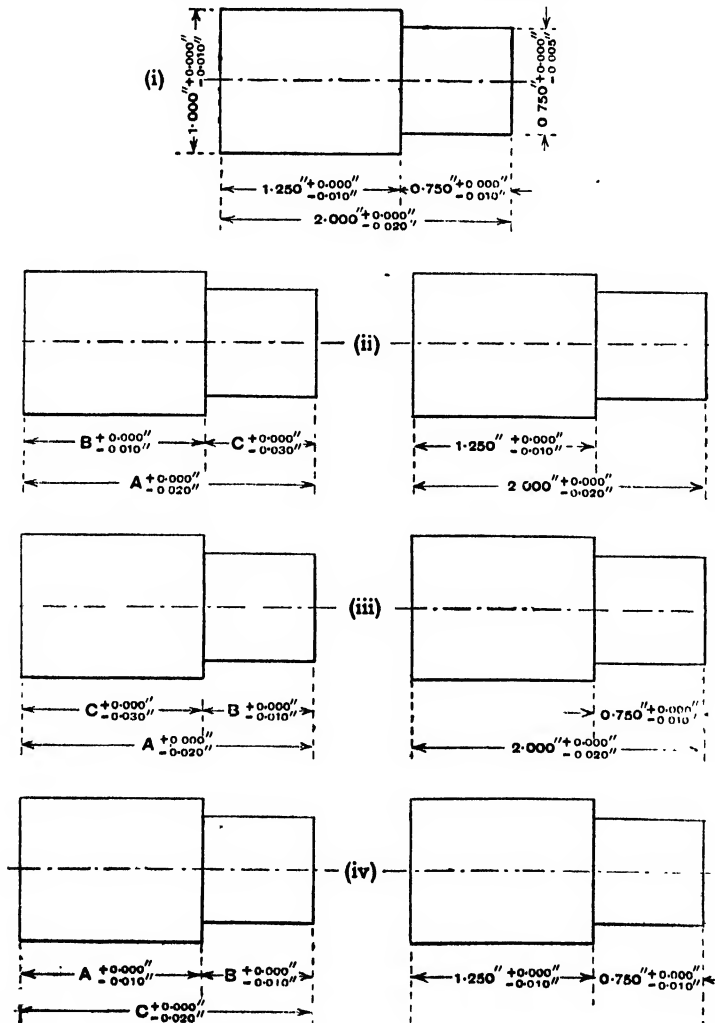 (i)
1·000" +0·000" -0·010"
0 750" +0·000" -0·005"
1·250" +0·000" -0·010"
0·750" +0 000" -0 010"
2·000" +0·000" -0·020"
(ii)
B +0·000" -0 010"
C +0·000" -0·030"
A +0·000" -0 020"
1·250" +0·000" -0·010"
2 000" +0·000" -0·020"
(iii)
C +0·000" -0·030"
B +0·000" -0·010"
A +0 000" -0·020"
0·750" +0·000" -0·010"
2·000" +0·000" -0·020"
(iv)
A +0·000" -0·010"
B +0·000" -0·010"
C +0·000" -0·020"
1·250" +0·000" -0·010"
0·750" +0·000" -0·010"